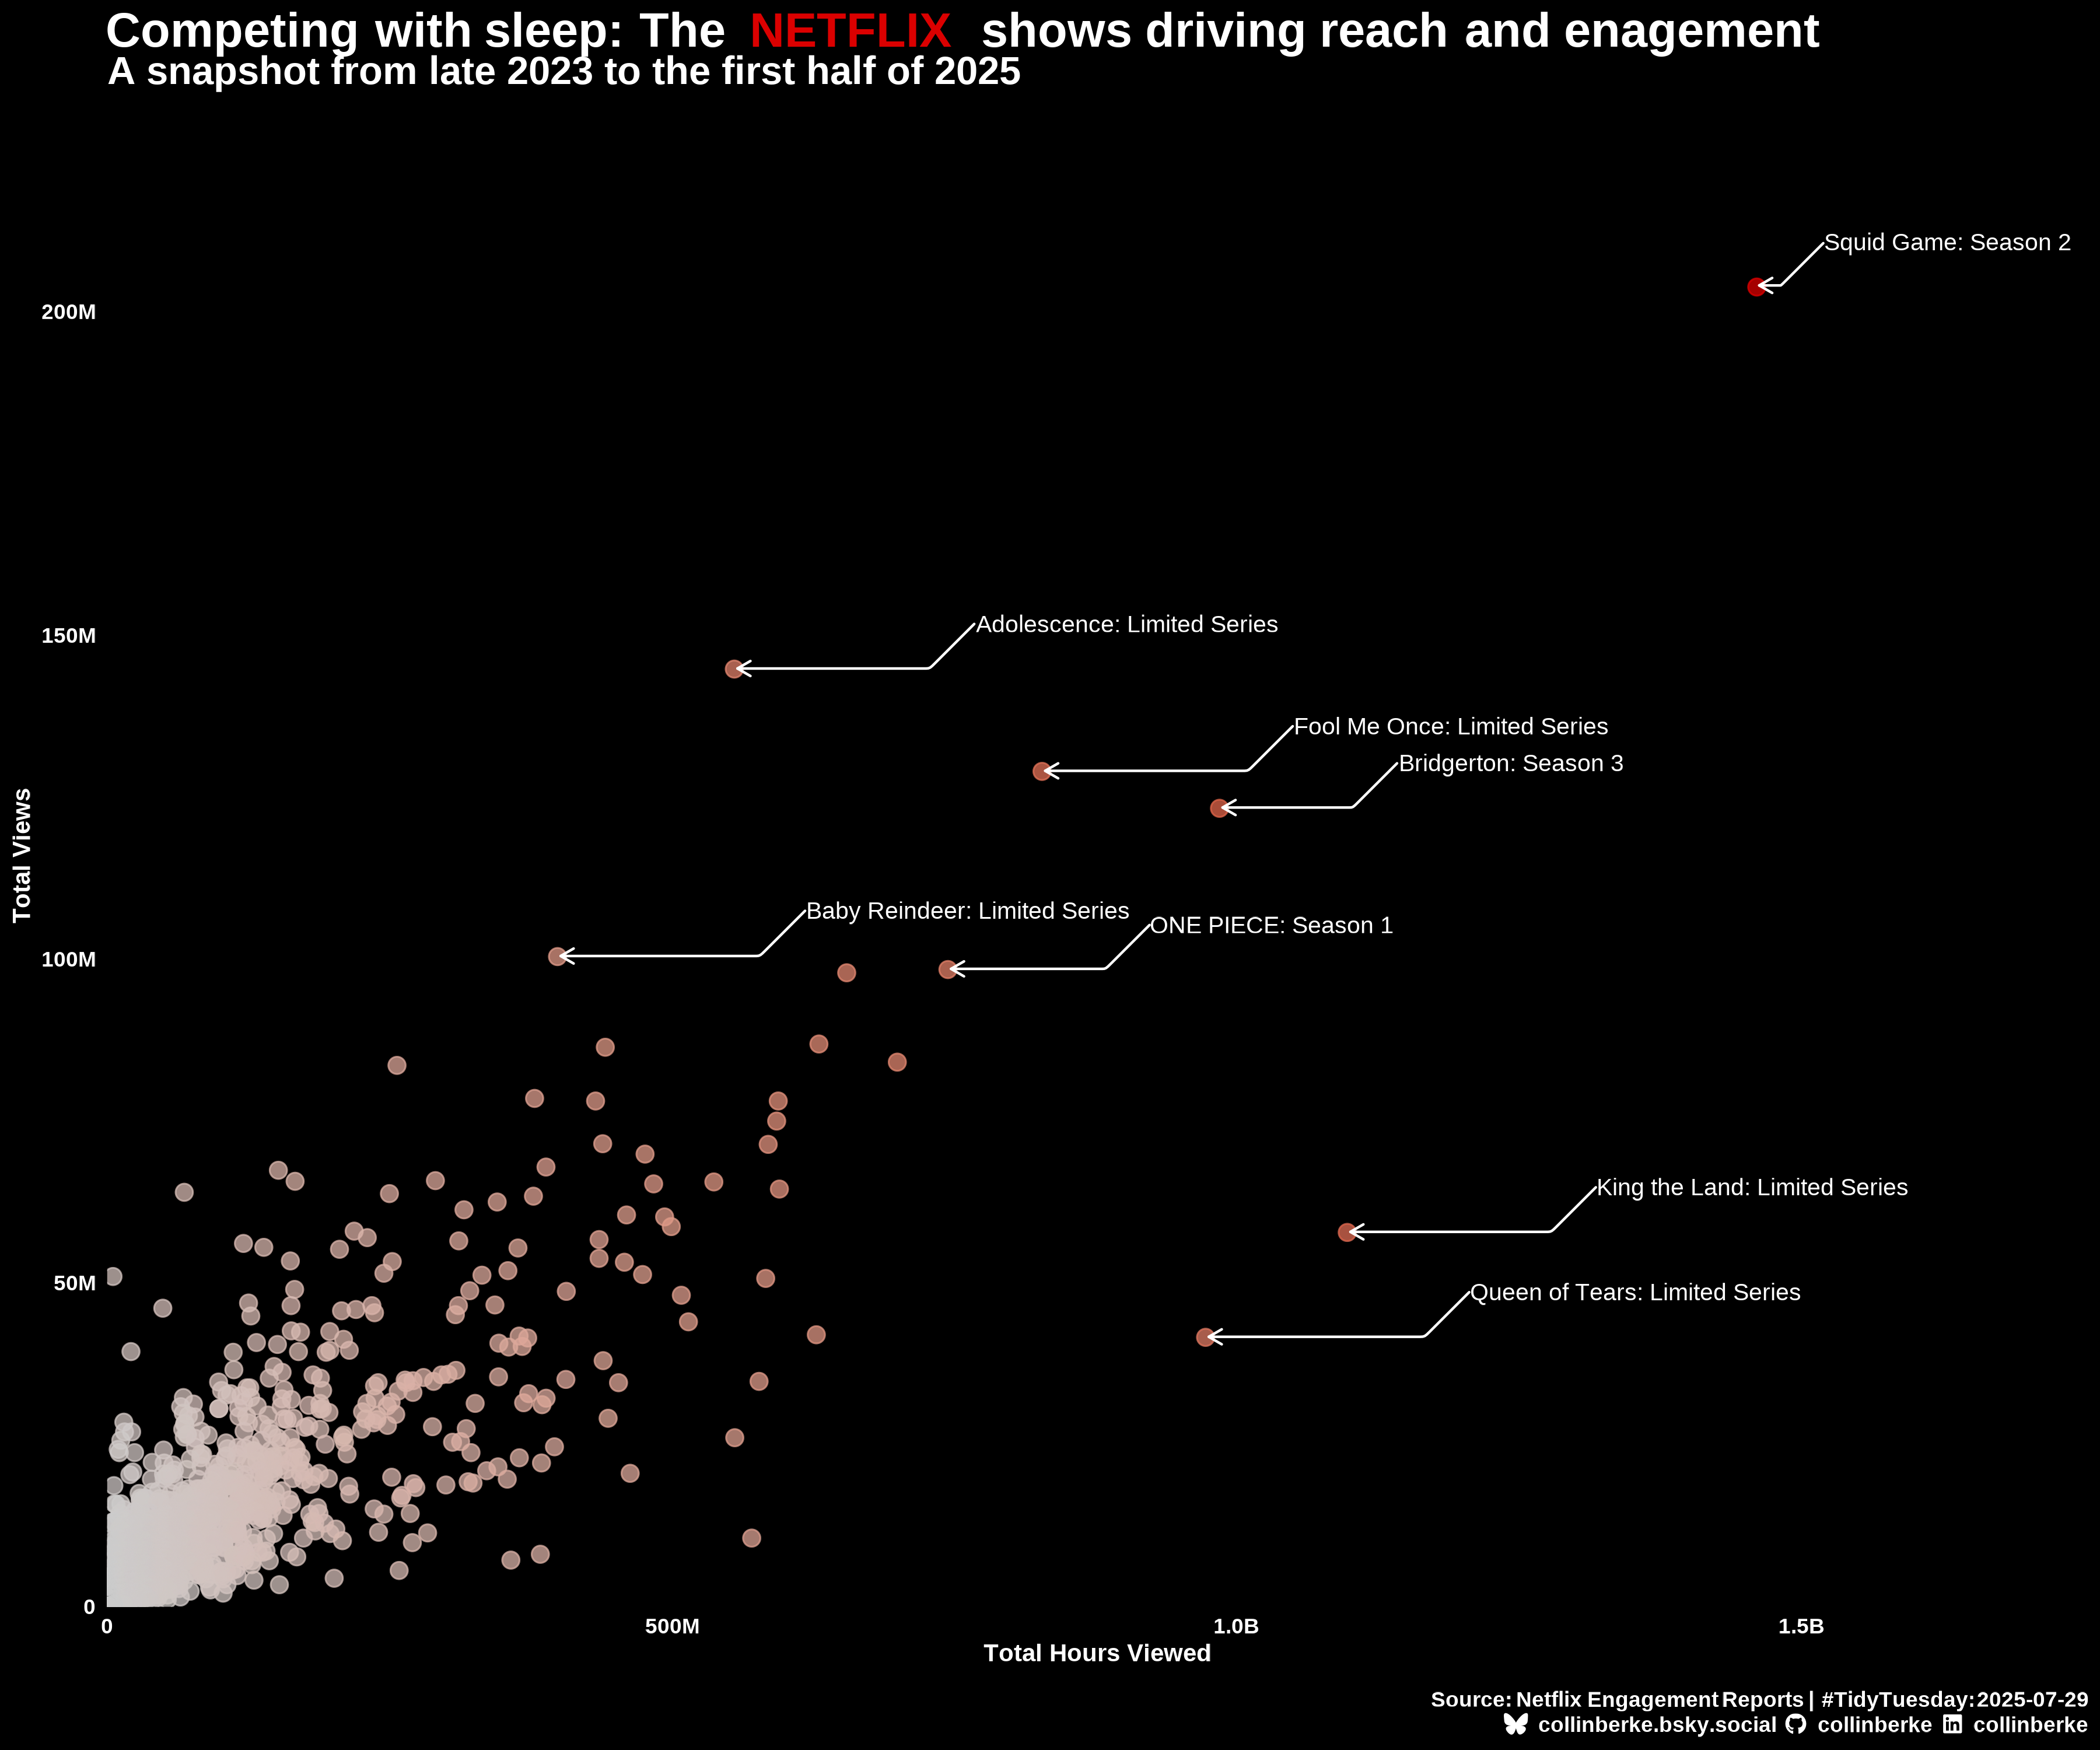 Competing with sleep: The NETFLIX shows driving reach and enagement
A snapshot from late 2023 to the first half of 2025
Squid Game: Season 2
200M
Adolescence: Limited Series
150M
Fool Me Once: Limited Series
Bridgerton: Season 3
Total Views
Baby Reindeer: Limited Series
ONE PIECE: Season 1
100M
King the Land: Limited Series
50M
Queen of Tears: Limited Series
0
0 500M 1.0B 1.5B
Total Hours Viewed
Source: Netflix Engagement Reports | #TidyTuesday: 2025-07-29
collinberke.bsky.social collinberke collinberke